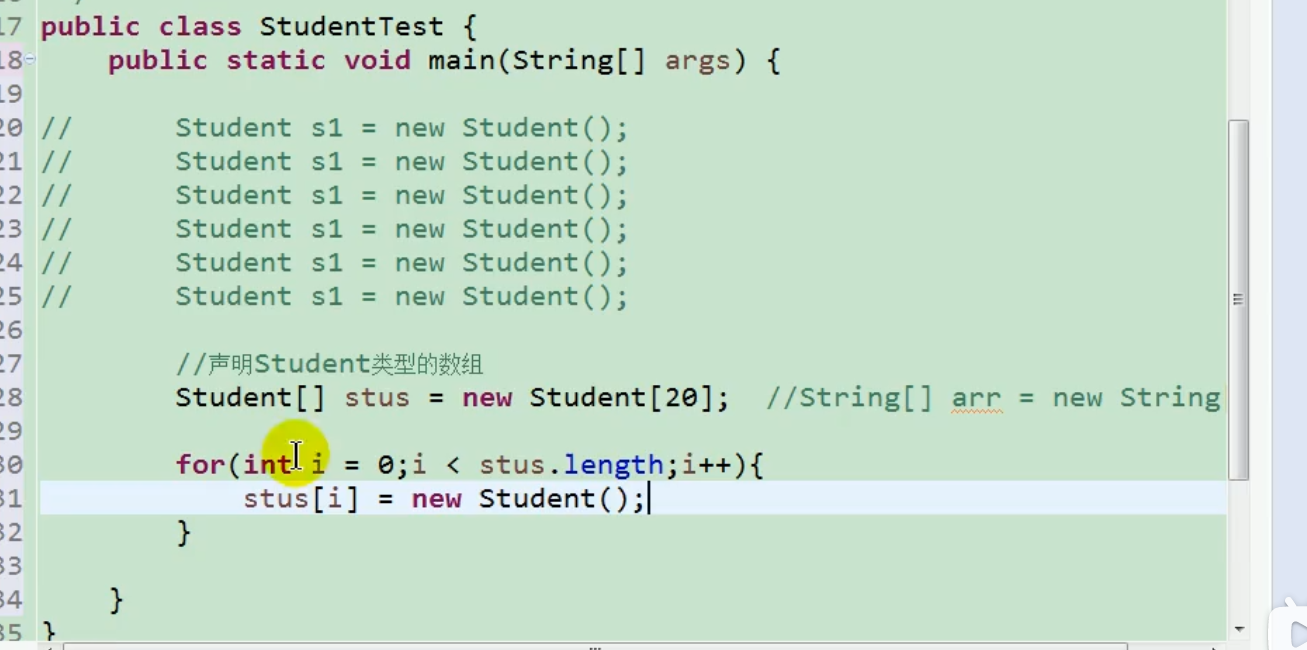 17 public class StudentTest {
18 public static void main(String[] args) {
19
20 // Student s1 = new Student();
21 // Student s1 = new Student();
22 // Student s1 = new Student();
23 // Student s1 = new Student();
24 // Student s1 = new Student();
25 // Student s1 = new Student();
26
27 //声明Student类型的数组
28 Student[] stus = new Student[20]; //String[] arr = new String
29
30 for(int i = 0;i < stus.length;i++){
31 stus[i] = new Student();
32 }
33
34 }
35 }